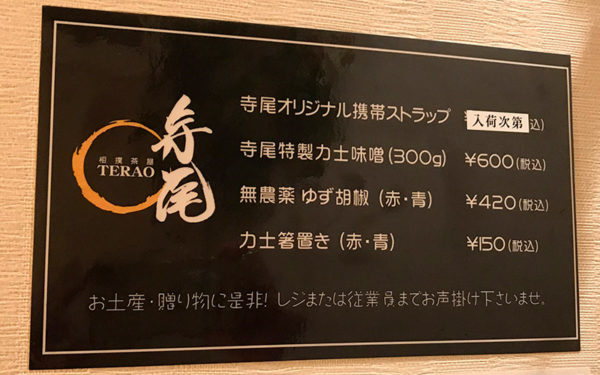 相撲茶屋
TERAO
寺尾
寺尾オリジナル携帯ストラップ 入荷次第 込)
寺尾特製力士味噌(300g) ¥600(税込)
無農薬 ゆず胡椒 (赤・青) ¥420(税込)
力士箸置き (赤・青) ¥150(税込)
お土産・贈り物に是非! レジまたは従業員までお声掛け下さいませ。